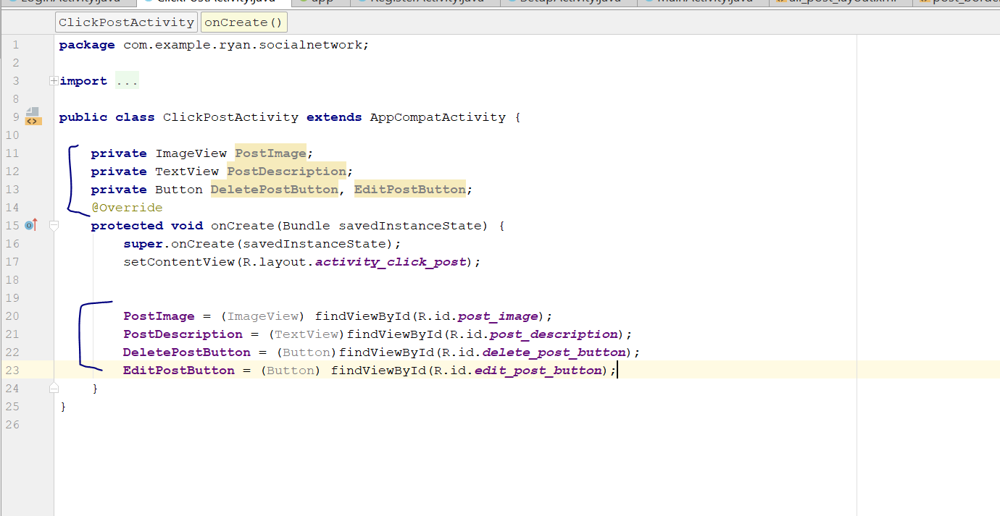 ClickPostActivity onCreate()
1 package com.example.ryan.socialnetwork;
2
3 import ...
8
9 public class ClickPostActivity extends AppCompatActivity {
10
11 private ImageView PostImage;
12 private TextView PostDescription;
13 private Button DeletePostButton, EditPostButton;
14 @Override
15 protected void onCreate(Bundle savedInstanceState) {
16 super.onCreate(savedInstanceState);
17 setContentView(R.layout.activity_click_post);
18
19
20 PostImage = (ImageView) findViewById(R.id.post_image);
21 PostDescription = (TextView)findViewById(R.id.post_description);
22 DeletePostButton = (Button)findViewById(R.id.delete_post_button);
23 EditPostButton = (Button) findViewById(R.id.edit_post_button);
24 }
25 }
26